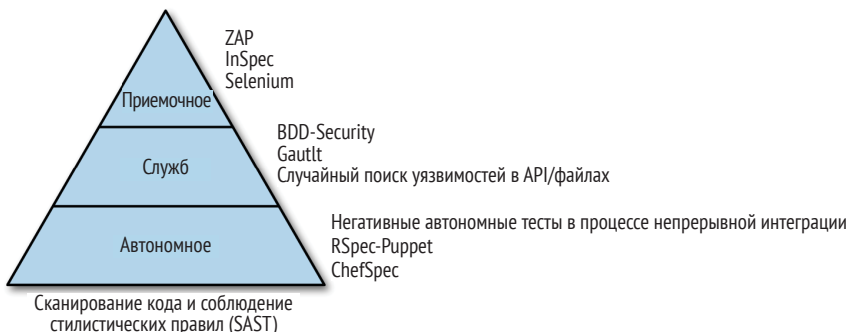 ZAP
InSpec
Selenium
Приемочное
BDD-Security
Gautlt
Случайный поиск уязвимостей в API/файлах
Служб
Негативные автономные тесты в процессе непрерывной интеграции
RSpec-Puppet
ChefSpec
Автономное
Сканирование кода и соблюдение
стилистических правил (SAST)